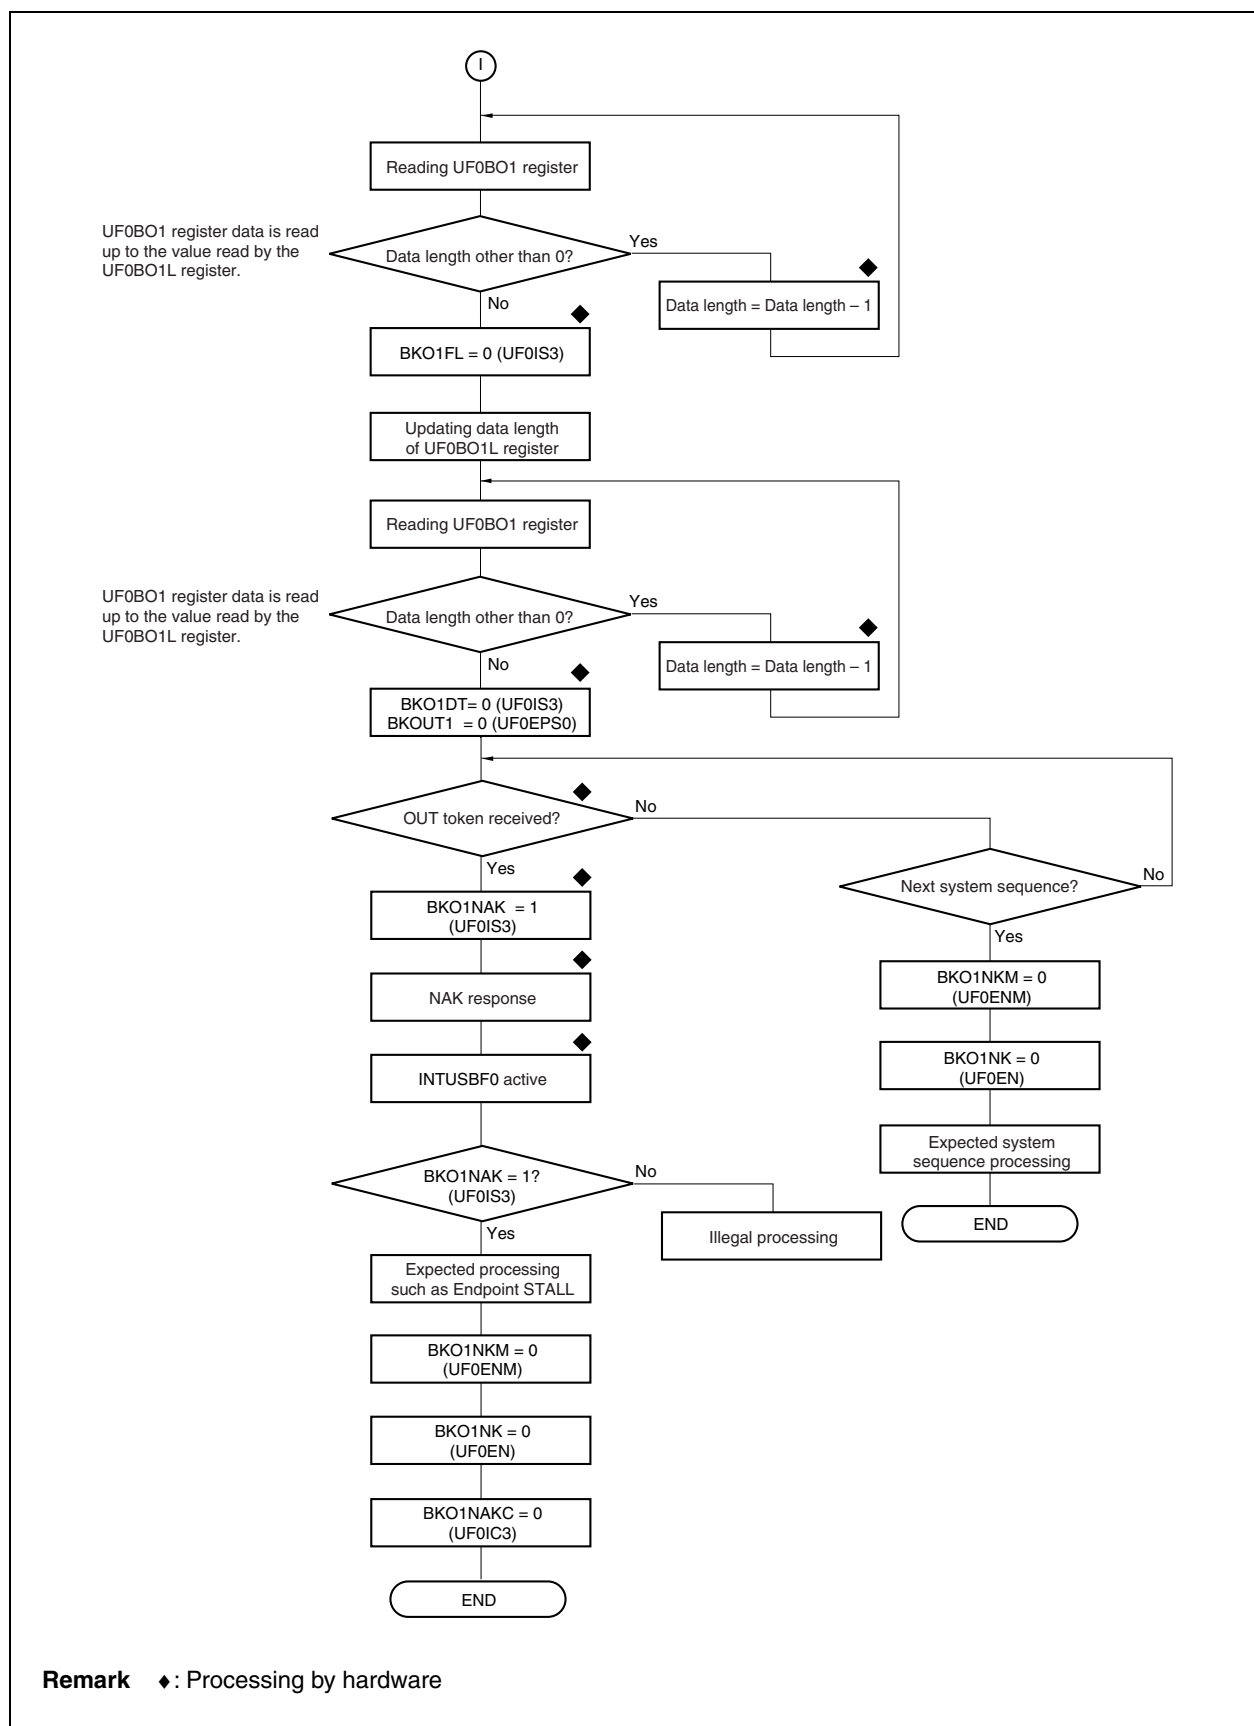 I
Reading UF0BO1 register
UF0BO1 register data is read
up to the value read by the
UF0BO1L register.
Data length other than 0?
Yes
No
Data length = Data length – 1
BKO1FL = 0 (UF0IS3)
Updating data length
of UF0BO1L register
Reading UF0BO1 register
UF0BO1 register data is read
up to the value read by the
UF0BO1L register.
Data length other than 0?
Yes
No
Data length = Data length – 1
BKO1DT= 0 (UF0IS3)
BKOUT1 = 0 (UF0EPS0)
OUT token received?
No
Yes
Next system sequence?
No
Yes
BKO1NAK = 1
(UF0IS3)
BKO1NKM = 0
(UF0ENM)
NAK response
BKO1NK = 0
(UF0EN)
INTUSBF0 active
Expected system
sequence processing
BKO1NAK = 1?
(UF0IS3)
No
Yes
END
Illegal processing
Expected processing
such as Endpoint STALL
BKO1NKM = 0
(UF0ENM)
BKO1NK = 0
(UF0EN)
BKO1NAKC = 0
(UF0IC3)
END
Remark ♦: Processing by hardware